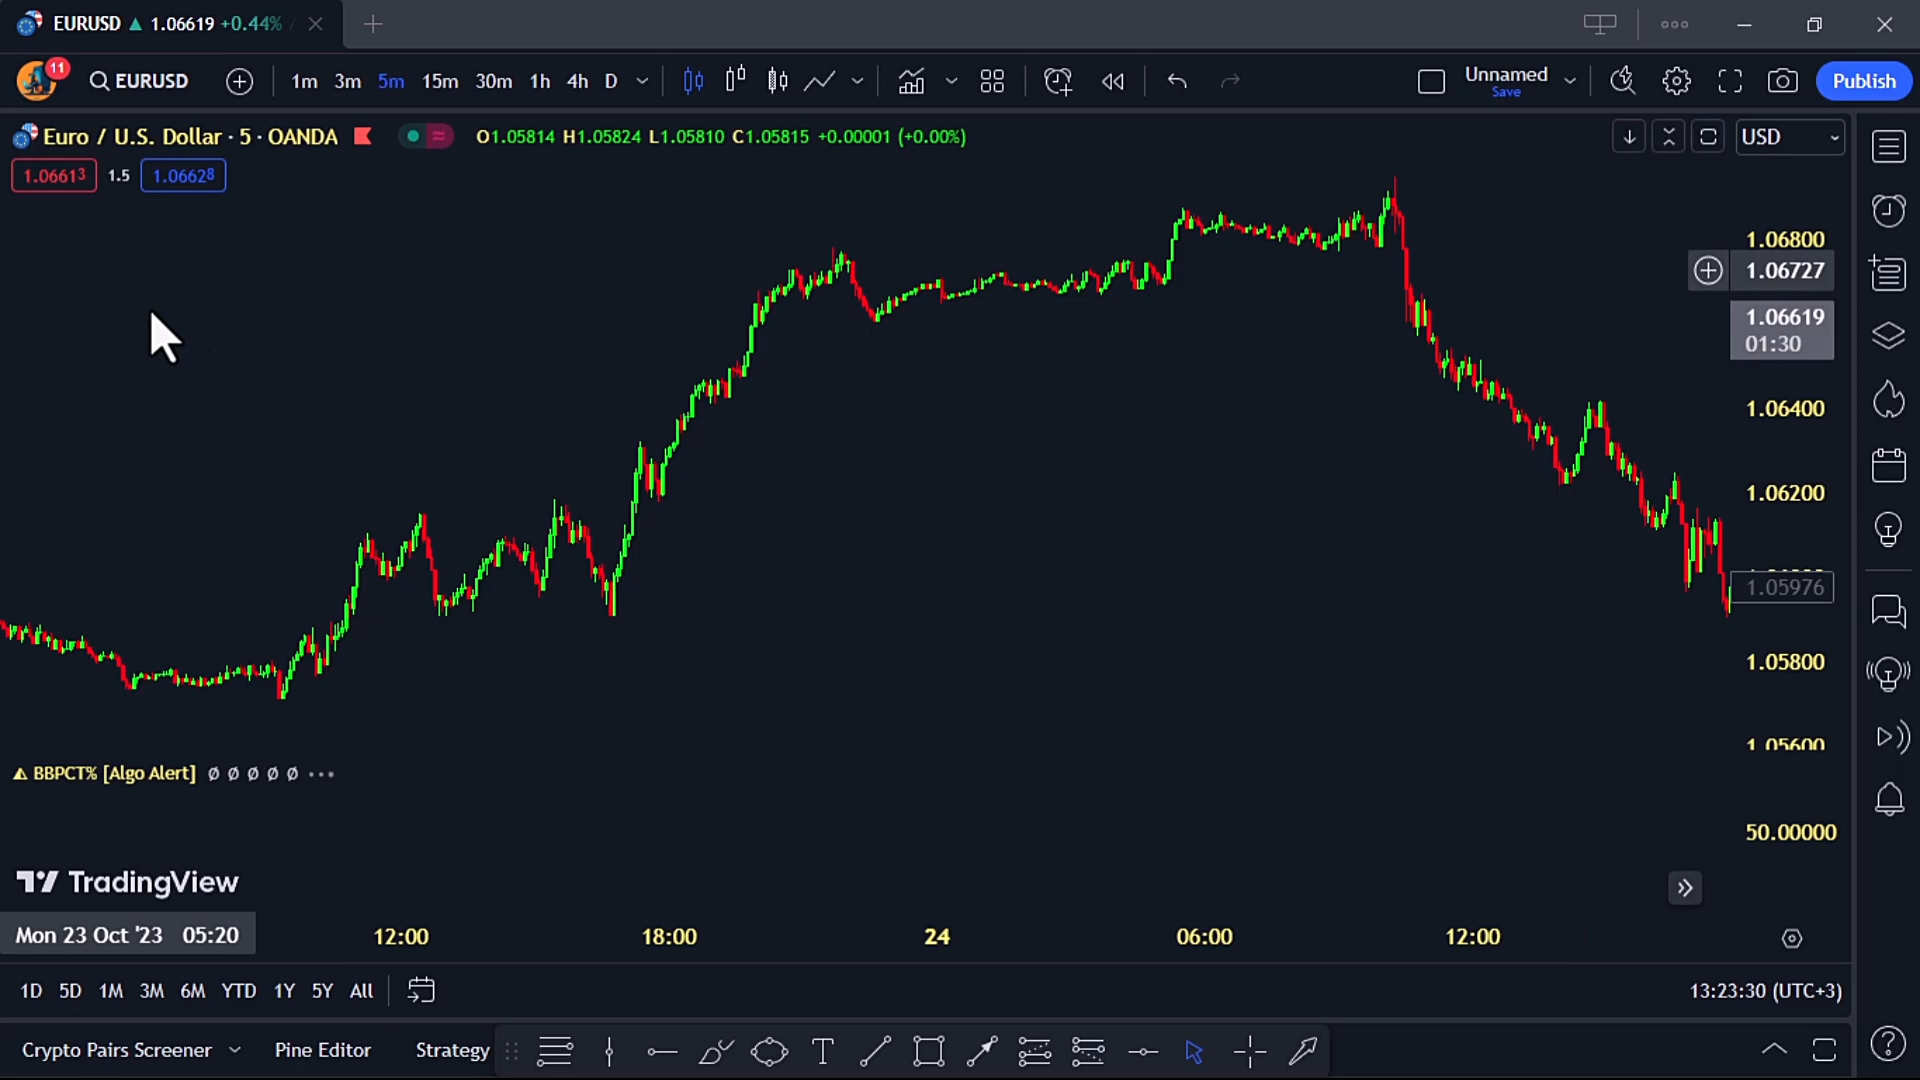 EURUSD ▲ 1.06619 +0.44% /
11
EURUSD 1m 3m 5m 15m 30m 1h 4h D Unnamed Save Publish
Euro / U.S. Dollar · 5 · OANDA O1.05814 H1.05824 L1.05810 C1.05815 +0.00001 (+0.00%) USD
1.06613 1.5 1.06628
1.06800
1.06727
1.06619
01:30
1.06400
1.06200
1.05976
1.05800
1.05600
BBPCT% [Algo Alert] Ø Ø Ø Ø Ø
50.00000
TradingView
Mon 23 Oct '23 05:20 12:00 18:00 24 06:00 12:00
1D 5D 1M 3M 6M YTD 1Y 5Y All 13:23:30 (UTC+3)
Crypto Pairs Screener Pine Editor Strategy T